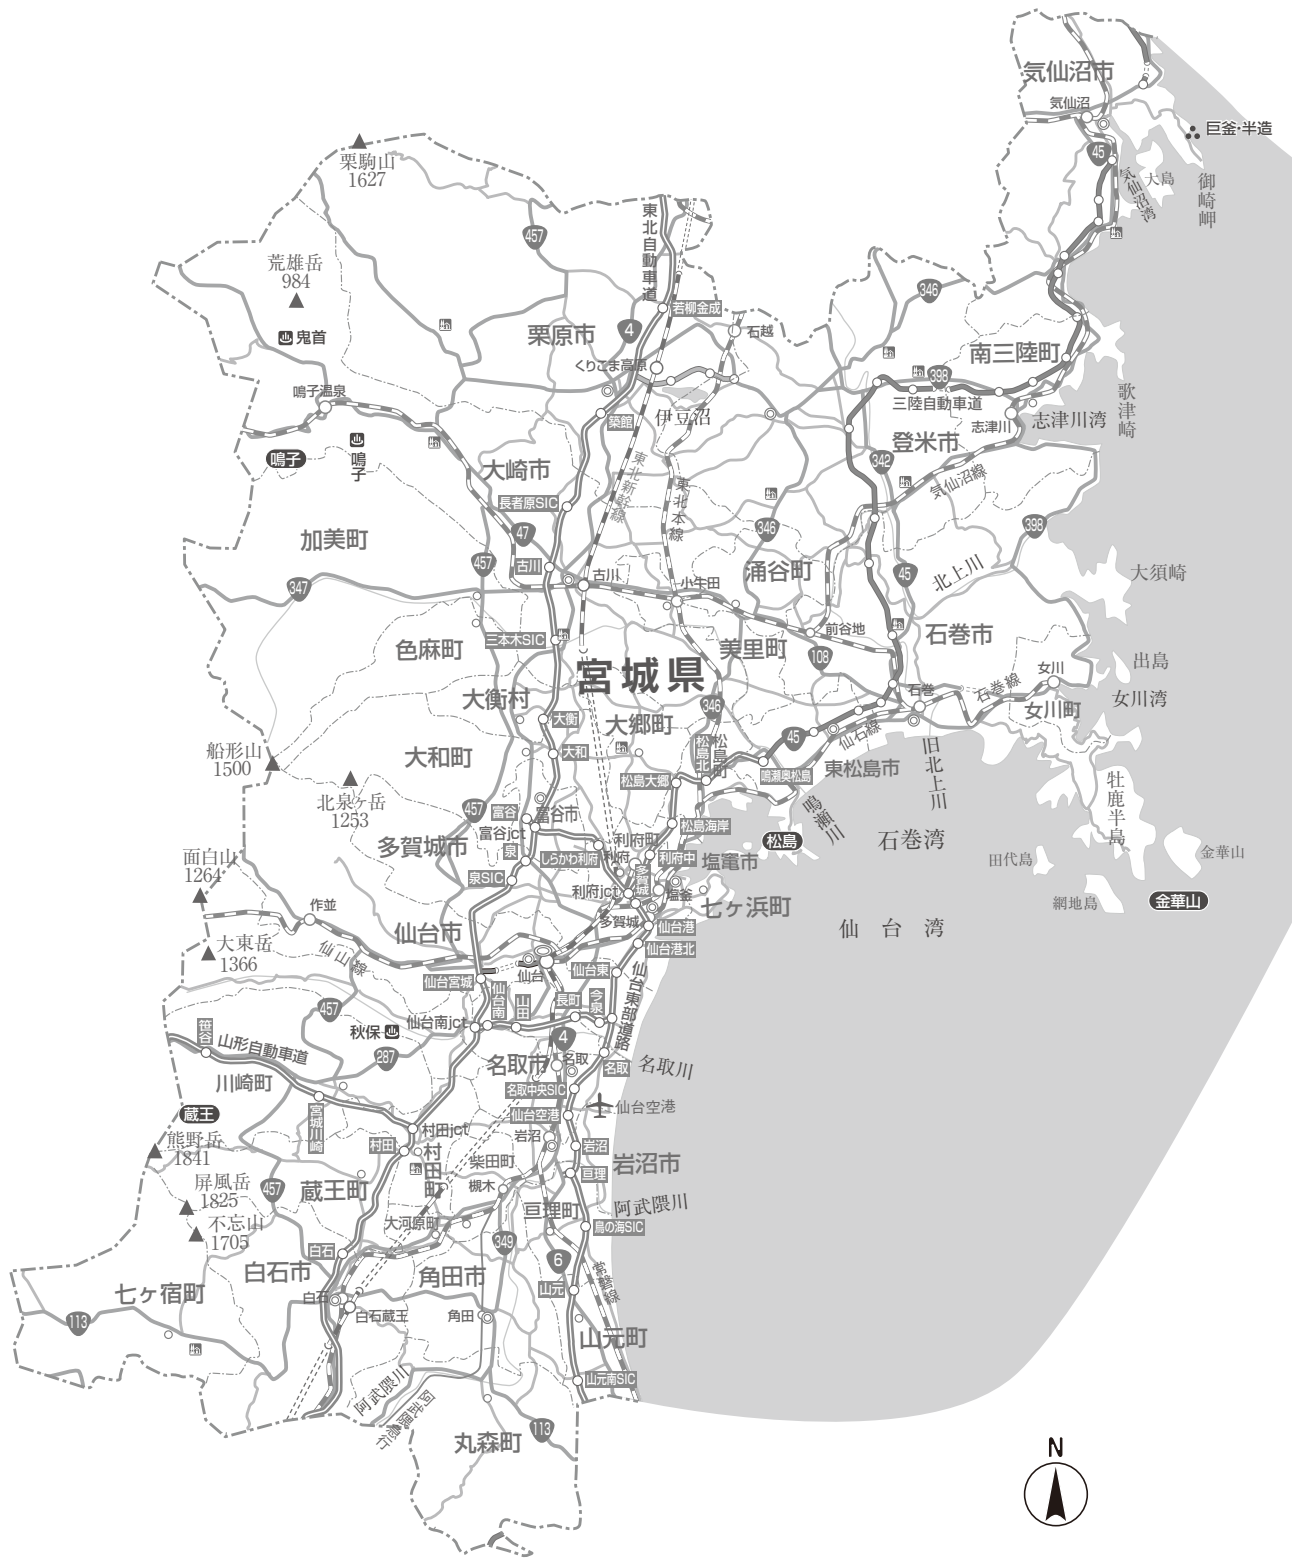 気仙沼市
気仙沼
巨釜・半造
45
気仙沼湾
大島
御崎岬
栗駒山
1627
457
東北自動車道
荒雄岳
984
346
若柳金成
4
栗原市
石越
鬼首
くりこま高原
南三陸町
398
三陸自動車道
歌津崎
鳴子温泉
築館
伊豆沼
志津川
志津川湾
登米市
鳴子
鳴子
大崎市
東北新幹線
東北本線
342
気仙沼線
長者原SIC
加美町
47
346
398
457
古川
古川
小牛田
涌谷町
45
北上川
大須崎
347
前谷地
石巻市
三本木SIC
色麻町
美里町
108
宮城県
出島
女川
石巻
石巻線
女川湾
女川町
大衡村
大衡
大郷町
346
松島北
松島町
45
仙石線
旧北上川
船形山
1500
大和町
大和
松島大郷
鳴瀬奥松島
東松島市
北泉ヶ岳
1253
牡鹿半島
457
富谷
富谷市
富谷jct
鳴瀬川
松島海岸
利府町
松島
石巻湾
多賀城市
泉
しらかわ利府
利府
利府中
塩竈市
面白山
1264
泉SIC
多賀城
利府jct
塩釜
田代島
金華山
網地島
金華山
七ヶ浜町
作並
多賀城
仙台港
仙台湾
仙台市
大東岳
1366
仙山線
仙台港北
仙台
仙台東
仙台宮城
仙台南
山田
長町
今泉
仙台東部道路
457
笹谷
仙台南jct
秋保
山形自動車道
287
4
名取市
名取
名取
名取川
川崎町
名取中央SIC
蔵王
宮城川崎
仙台空港
仙台空港
村田jct
岩沼
熊野岳
1841
村田
村田町
柴田町
岩沼
岩沼市
亘理
屏風岳
1825
457
蔵王町
槻木
亘理町
阿武隈川
不忘山
1705
大河原町
鳥の海SIC
349
白石
6
白石市
角田市
常磐線
七ヶ宿町
白石
山元
113
白石蔵王
角田
山元町
阿武隈川
阿武隈急行
山元南SIC
113
丸森町
N